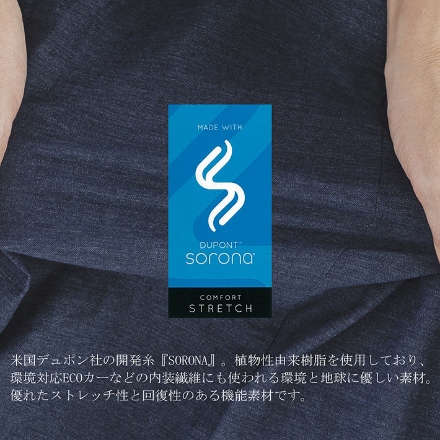 MADE WITH
DUPONT™
sorona®
COMFORT
STRETCH
米国デュポン社の開発糸『SORONA』。植物性由来樹脂を使用しており、
環境対応ECOカーなどの内装繊維にも使われる環境と地球に優しい素材。
優れたストレッチ性と回復性のある機能素材です。